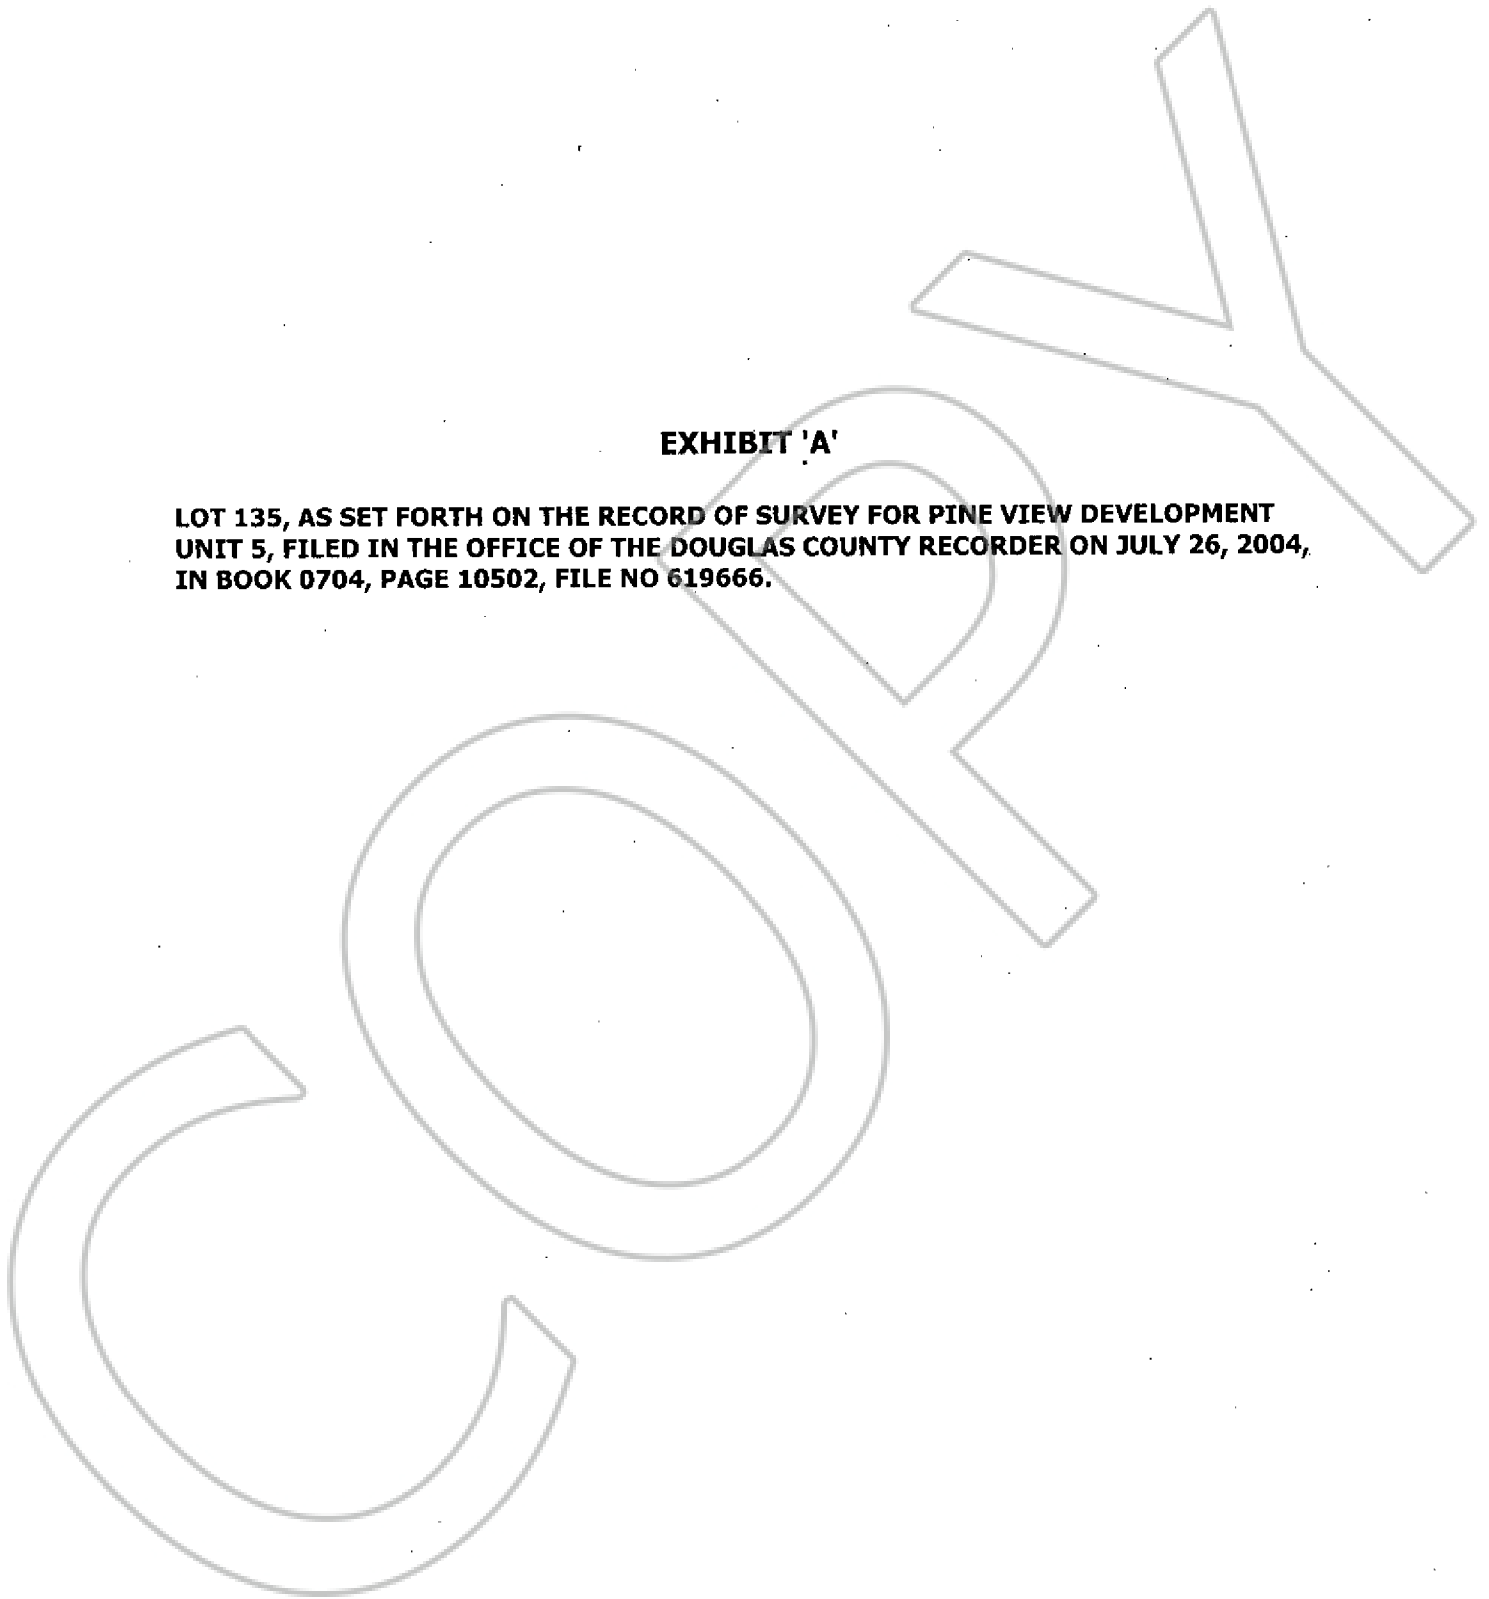 EXHIBIT 'A'
LOT 135, AS SET FORTH ON THE RECORD OF SURVEY FOR PINE VIEW DEVELOPMENT
UNIT 5, FILED IN THE OFFICE OF THE DOUGLAS COUNTY RECORDER ON JULY 26, 2004,
IN BOOK 0704, PAGE 10502, FILE NO 619666.
COPY